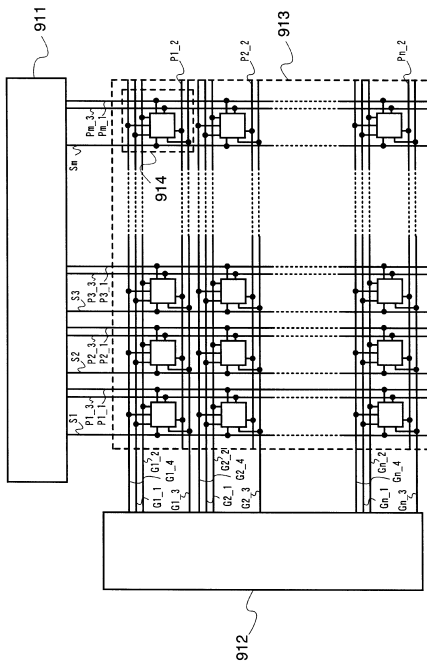 911
S1
P1_3
P1_1
S2
P2_3
P2_1
S3
P3_3
P3_1
Sm
Pm_3
Pm_1
914
P1_2
P2_2
913
Pn_2
G1_2
G1_4
G1_1
G1_3
G2_2
G2_4
G2_1
G2_3
Gn_2
Gn_4
Gn_1
Gn_3
912